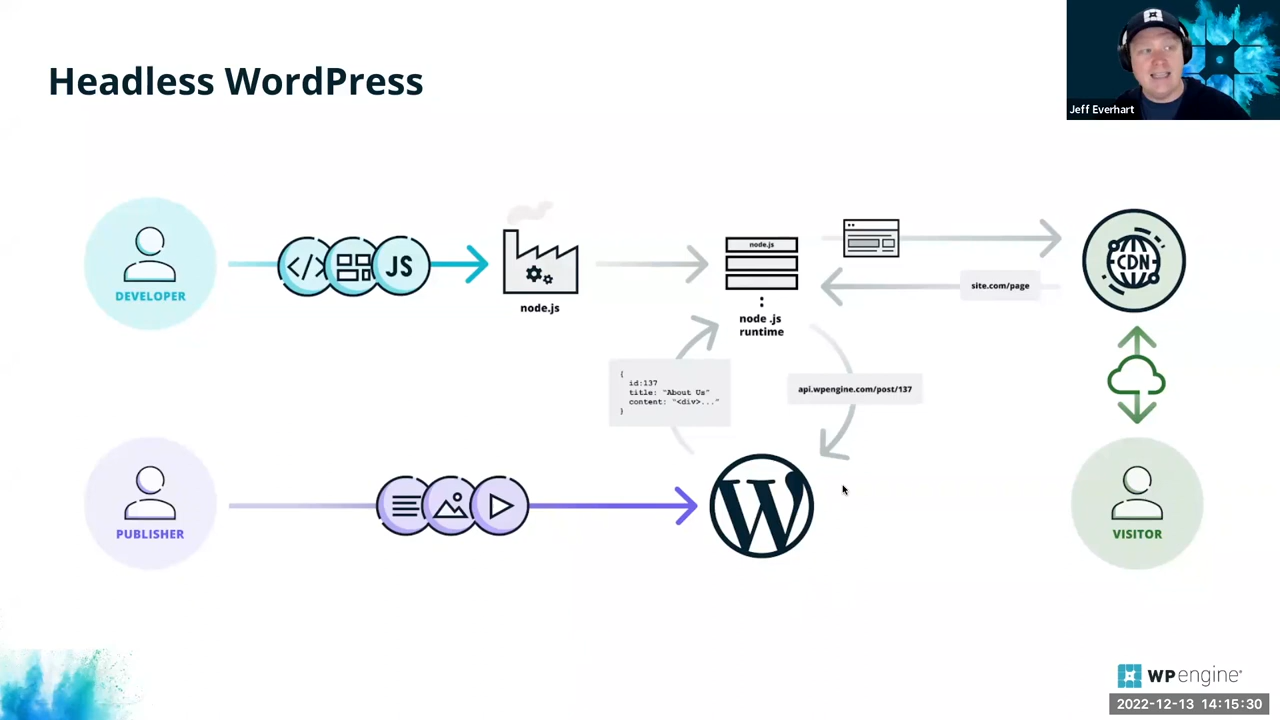 Headless WordPress
Jeff Everhart
DEVELOPER
</>
JS
node.js
node.js
node .js
runtime
site.com/page
CDN
{
id:137
title: "About Us"
content: "<div>..."
}
api.wpengine.com/post/137
PUBLISHER
W
VISITOR
WP engine®
2022-12-13 14:15:30